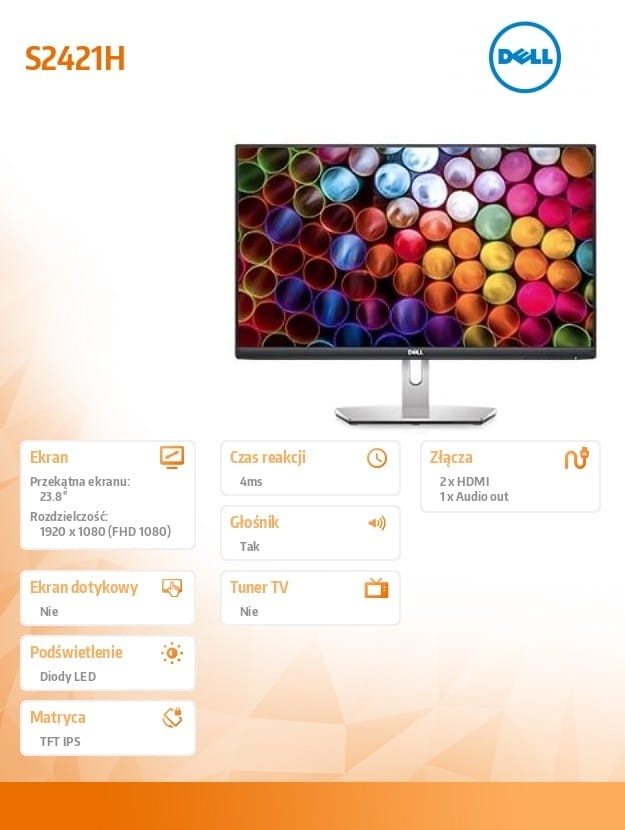 S2421H
DELL
DELL
Ekran
Przekątna ekranu:
23.8"
Rozdzielczość:
1920 x 1080 (FHD 1080)
Czas reakcji
4ms
Złącza
2 x HDMI
1 x Audio out
Głośnik
Tak
Ekran dotykowy
Nie
Tuner TV
Nie
Podświetlenie
Diody LED
Matryca
TFT IPS